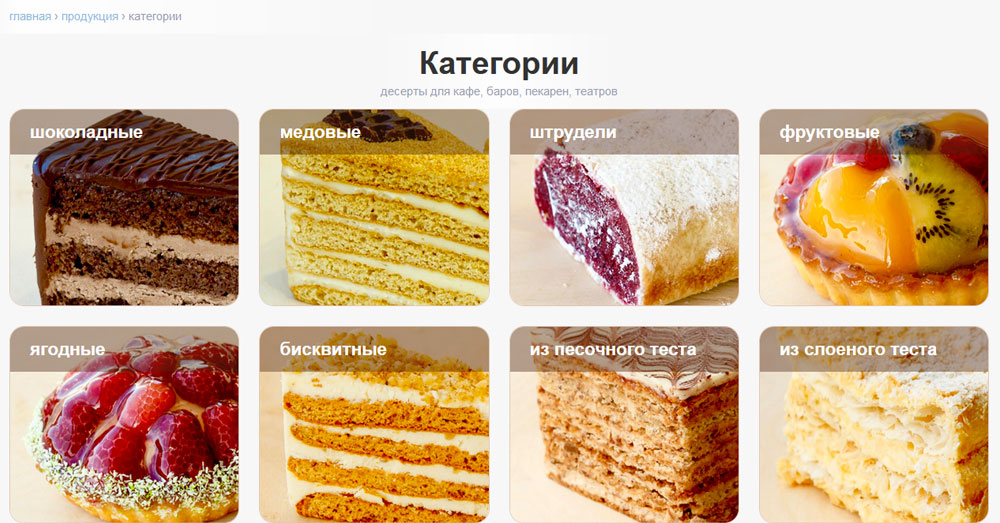 главная › продукция › категории
Категории
десерты для кафе, баров, пекарен, театров
шоколадные
медовые
штрудели
фруктовые
ягодные
бисквитные
из песочного теста
из слоеного теста